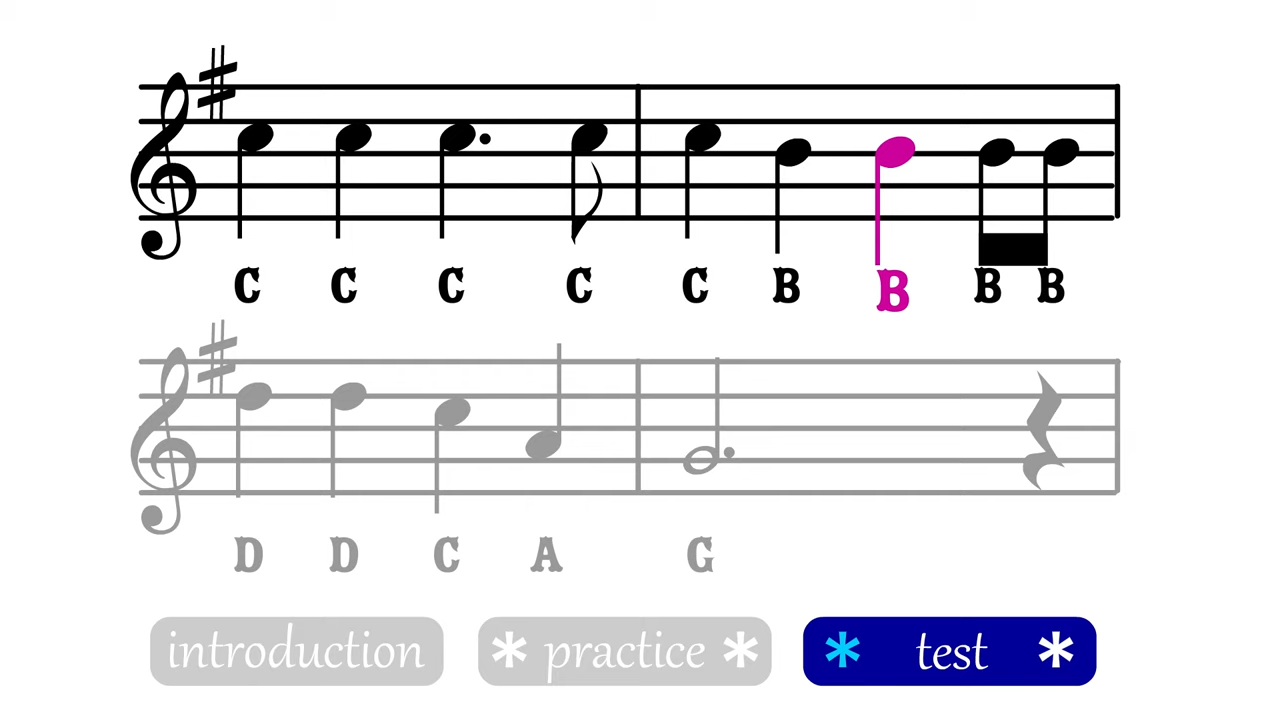 C C C C C B B B B
D D C A G
introduction * practice * * test *